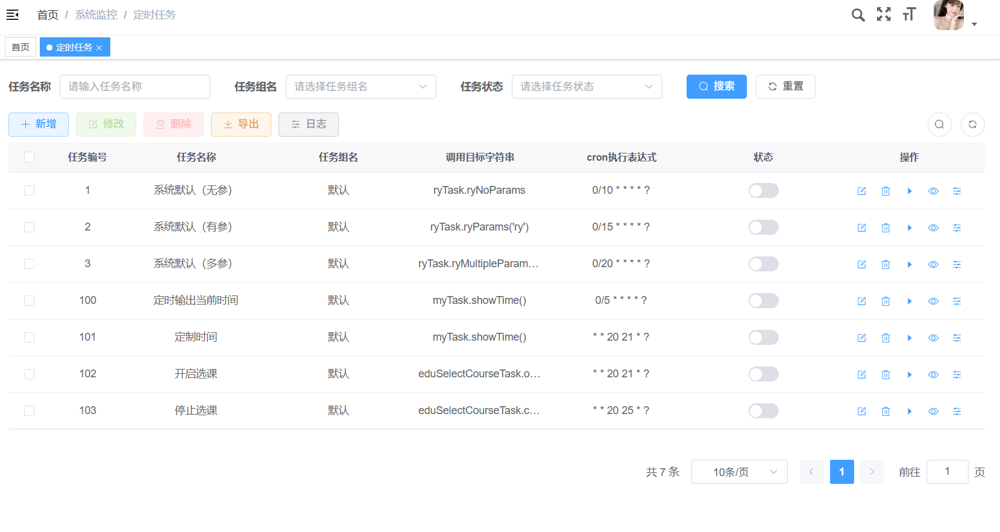 首页 / 系统监控 / 定时任务
首页 定时任务
任务名称 请输入任务名称 任务组名 请选择任务组名 任务状态 请选择任务状态 搜索 重置
新增 修改 删除 导出 日志
任务编号 任务名称 任务组名 调用目标字符串 cron执行表达式 状态 操作
1 系统默认（无参） 默认 ryTask.ryNoParams 0/10 * * * * ?
2 系统默认（有参） 默认 ryTask.ryParams('ry') 0/15 * * * * ?
3 系统默认（多参） 默认 ryTask.ryMultipleParam... 0/20 * * * * ?
100 定时输出当前时间 默认 myTask.showTime() 0/5 * * * * ?
101 定制时间 默认 myTask.showTime() * * 20 21 * ?
102 开启选课 默认 eduSelectCourseTask.o... * * 20 21 * ?
103 停止选课 默认 eduSelectCourseTask.c... * * 20 25 * ?
共 7 条 10条/页 1 前往 1 页